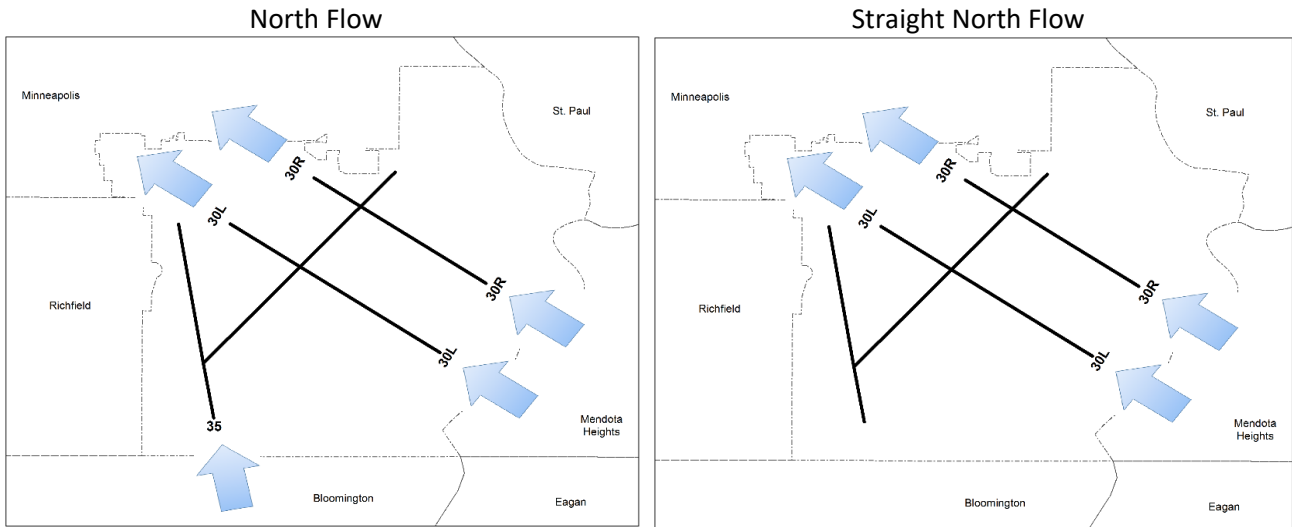 North Flow
Minneapolis
St. Paul
30R
30L
30R
Richfield
30L
35
Mendota
Heights
Bloomington
Eagan
Straight North Flow
Minneapolis
St. Paul
30R
30L
30R
Richfield
30L
Mendota
Heights
Bloomington
Eagan